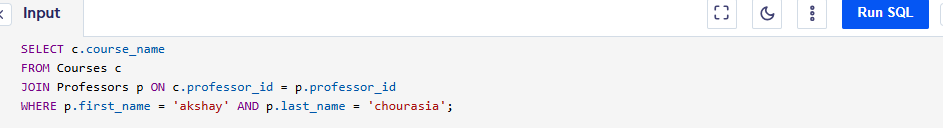 Input
Run SQL
SELECT c.course_name
FROM Courses c
JOIN Professors p ON c.professor_id = p.professor_id
WHERE p.first_name = 'akshay' AND p.last_name = 'chourasia';